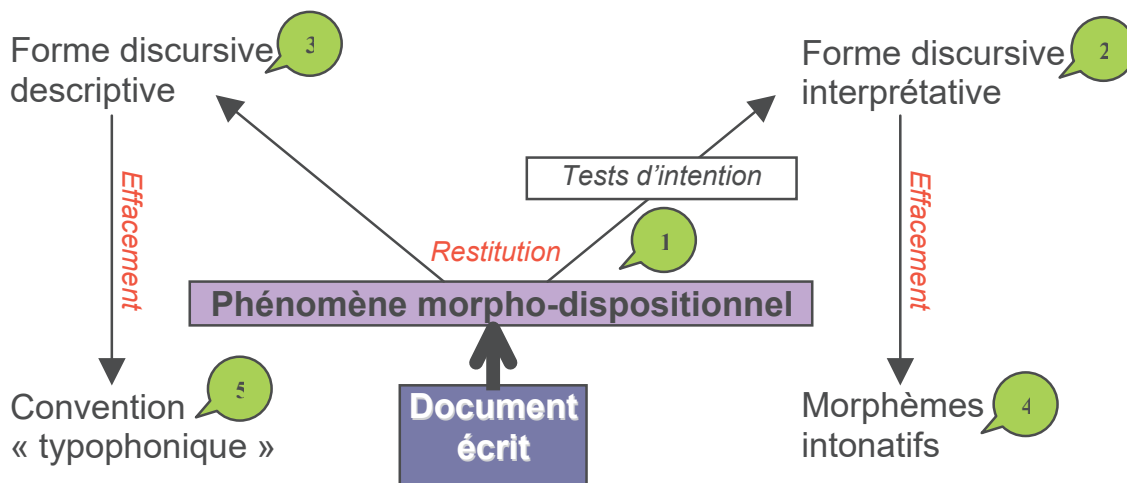 Forme discursive
descriptive
3
Forme discursive
interprétative
2
Tests d’intention
Effacement
Effacement
Restitution
1
Phénomène morpho-dispositionnel
Document
écrit
Convention
« typophonique »
5
Morphèmes
intonatifs
4